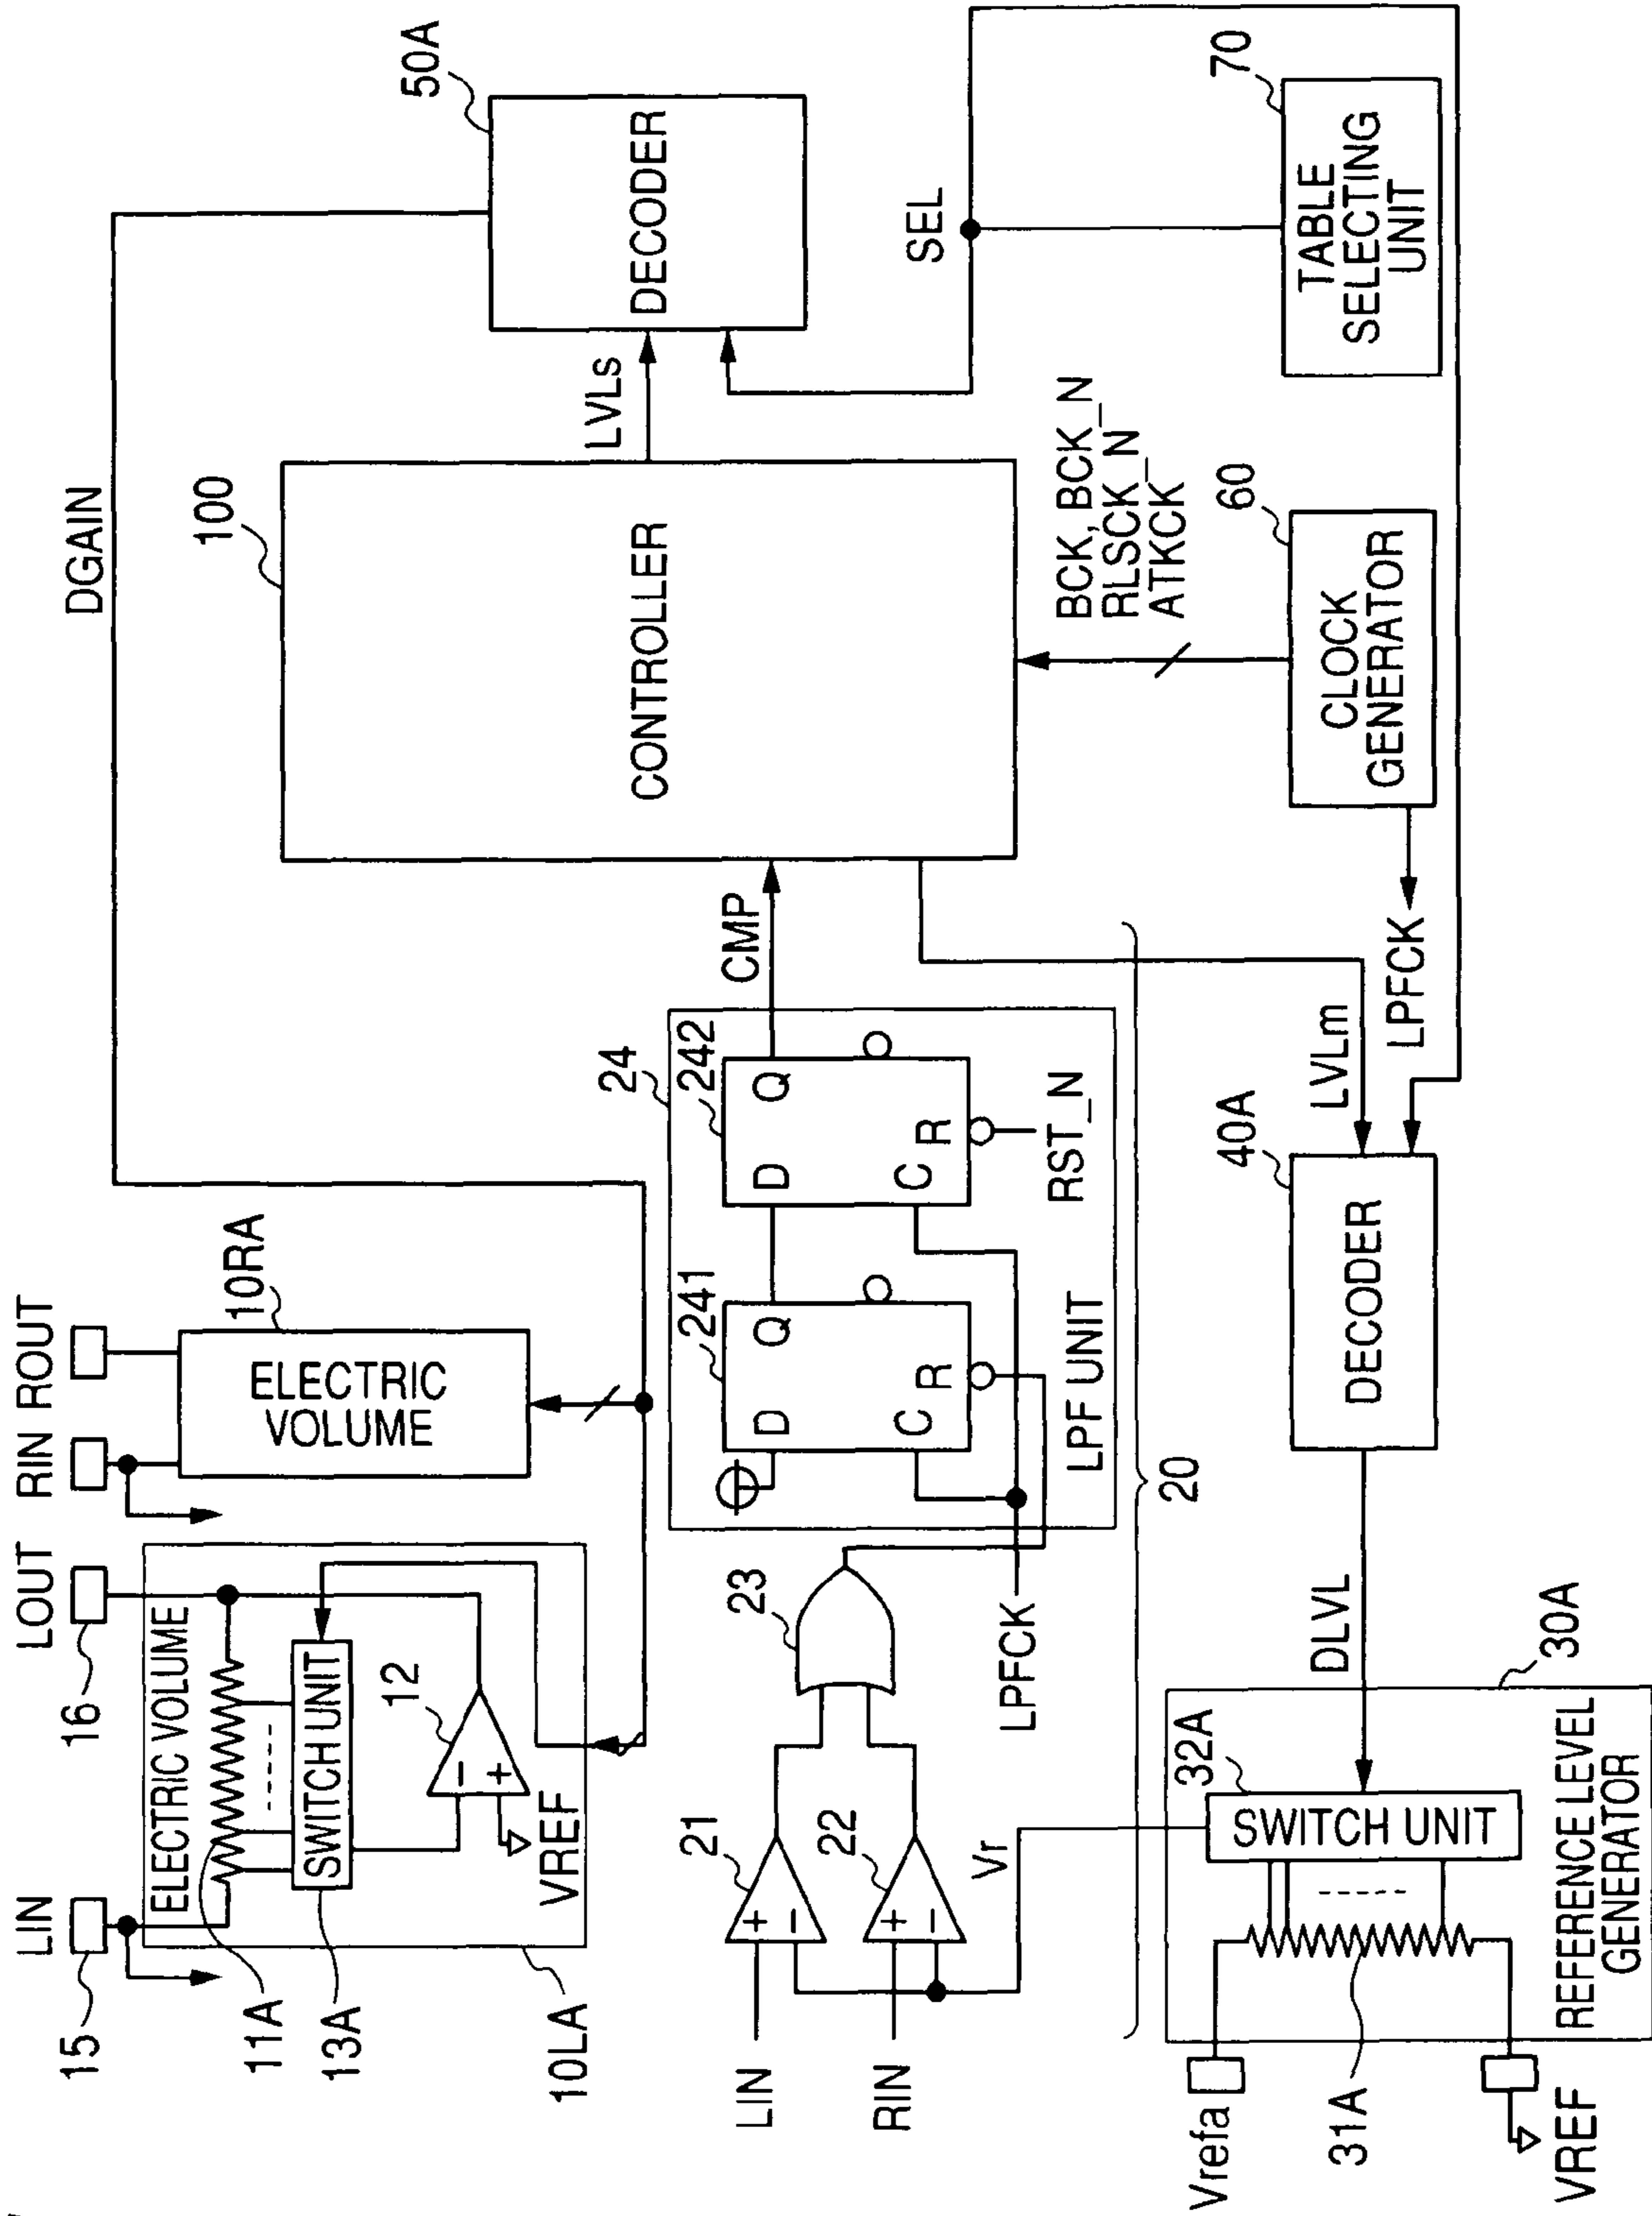 LIN
LOUT
RIN
ROUT
15
16
ELECTRIC VOLUME
10RA
ELECTRIC
VOLUME
DGAIN
11A
13A
SWITCH UNIT
12
VREF
10LA
100
CONTROLLER
LVLs
50A
DECODER
LIN
RIN
21
22
+
−
+
−
−
+
23
24
241
242
D
Q
C
R
D
Q
C
R
LPF UNIT
RST_N
LPFCK
CMP
20
Vr
SEL
BCK, BCK_N
RLSCK_N
ATKCK
60
CLOCK
GENERATOR
LPFCK
70
TABLE
SELECTING
UNIT
Vrefa
VREF
31A
32A
SWITCH UNIT
REFERENCE LEVEL
GENERATOR
30A
DLVL
40A
DECODER
LVLm